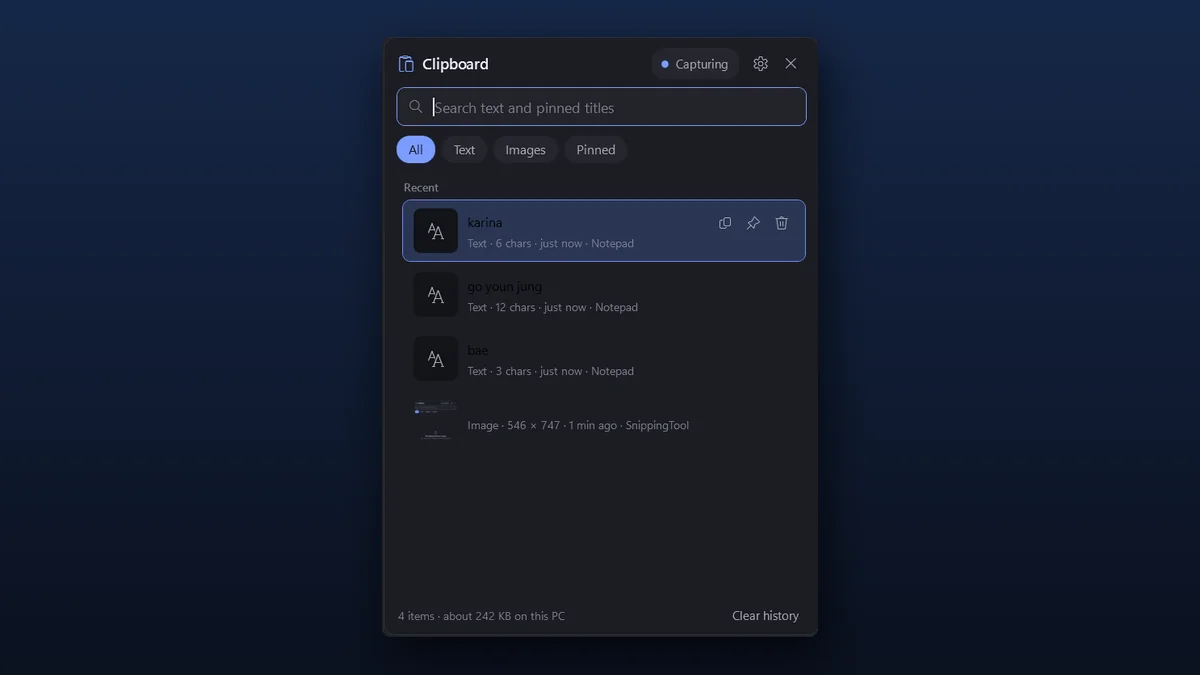 Clipboard
Capturing
Search text and pinned titles
All
Text
Images
Pinned
Recent
karina
Text · 6 chars · just now · Notepad
go youn jung
Text · 12 chars · just now · Notepad
bae
Text · 3 chars · just now · Notepad
Image · 546 × 747 · 1 min ago · SnippingTool
4 items · about 242 KB on this PC
Clear history